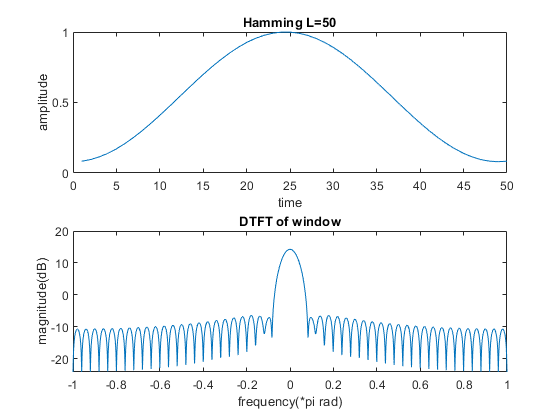 Hamming L=50
1
0.5
0
amplitude
0 5 10 15 20 25 30 35 40 45 50
time
DTFT of window
20
10
0
-10
-20
magnitude(dB)
-1 -0.8 -0.6 -0.4 -0.2 0 0.2 0.4 0.6 0.8 1
frequency(*pi rad)